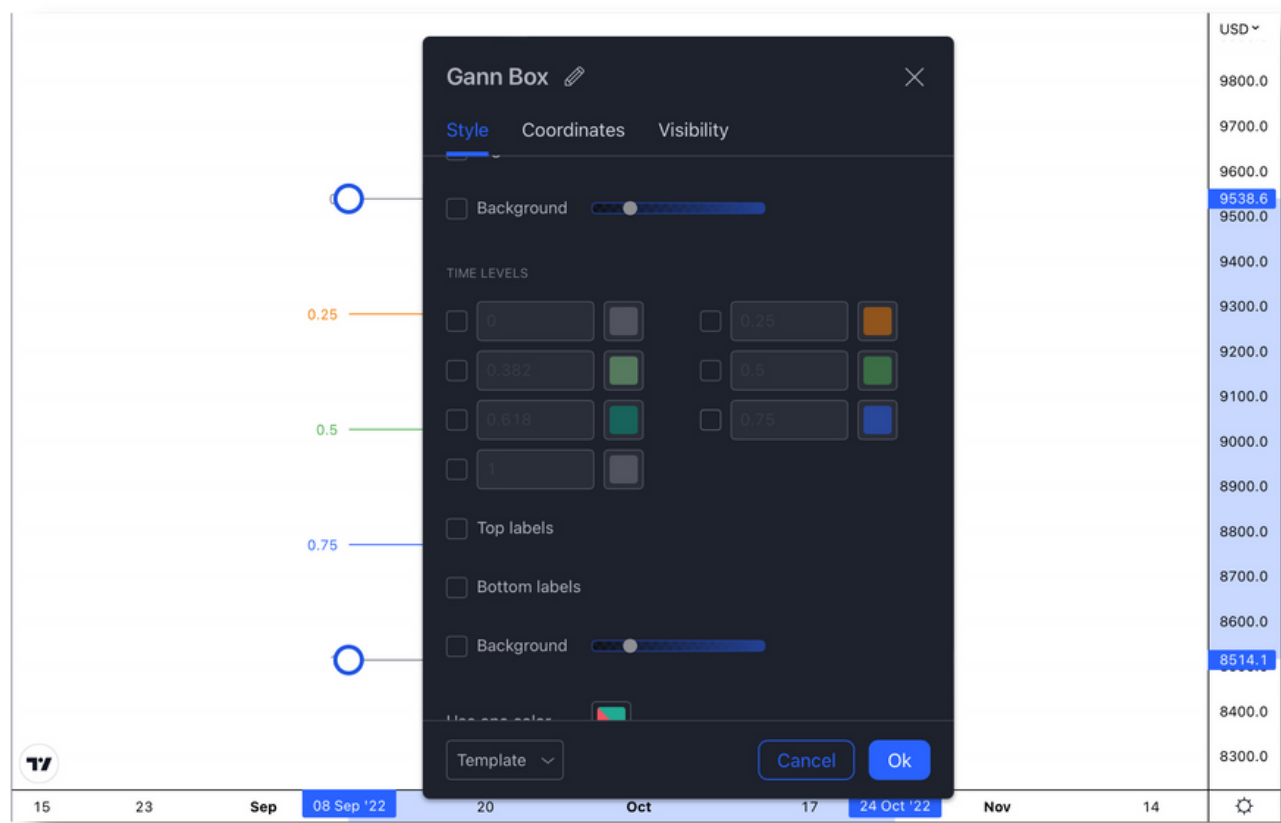 USD
Gann Box
9800.0
Style Coordinates Visibility
9700.0
9600.0
9538.6
Background
9500.0
9400.0
TIME LEVELS
9300.0
0.25
0 0.25
9200.0
0.382 0.5
9100.0
0.5
0.618 0.75
9000.0
1
8900.0
Top labels
8800.0
0.75
8700.0
Bottom labels
8600.0
Background
8514.1
8400.0
Use one color
Template Cancel Ok
8300.0
15 23 Sep 08 Sep '22 20 Oct 17 24 Oct '22 Nov 14